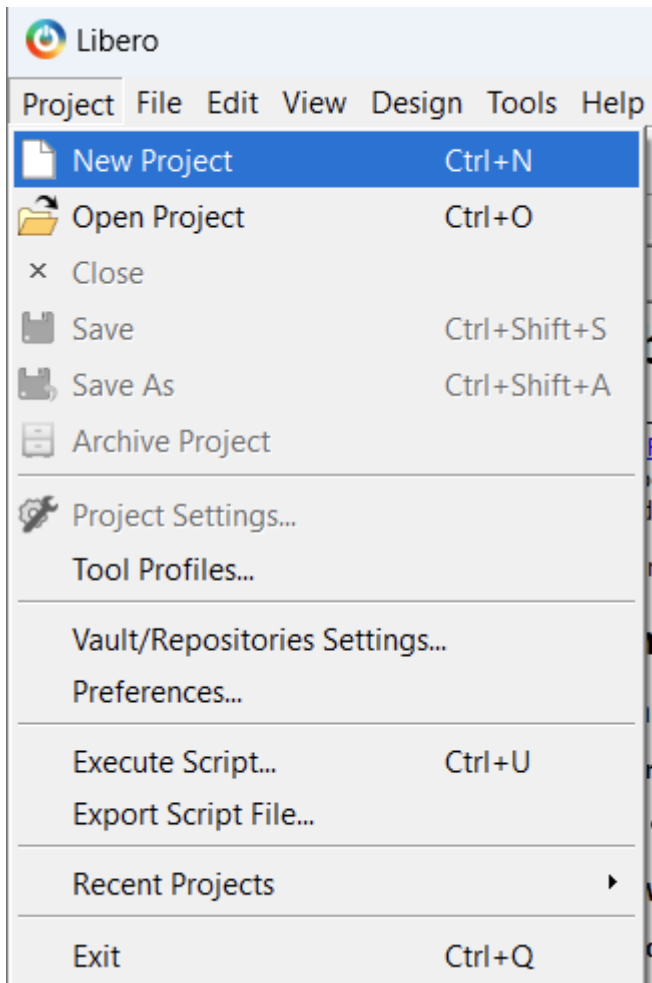 Libero
Project File Edit View Design Tools Help
New Project Ctrl+N
Open Project Ctrl+O
Close
Save Ctrl+Shift+S
Save As Ctrl+Shift+A
Archive Project
Project Settings...
Tool Profiles...
Vault/Repositories Settings...
Preferences...
Execute Script... Ctrl+U
Export Script File...
Recent Projects
Exit Ctrl+Q